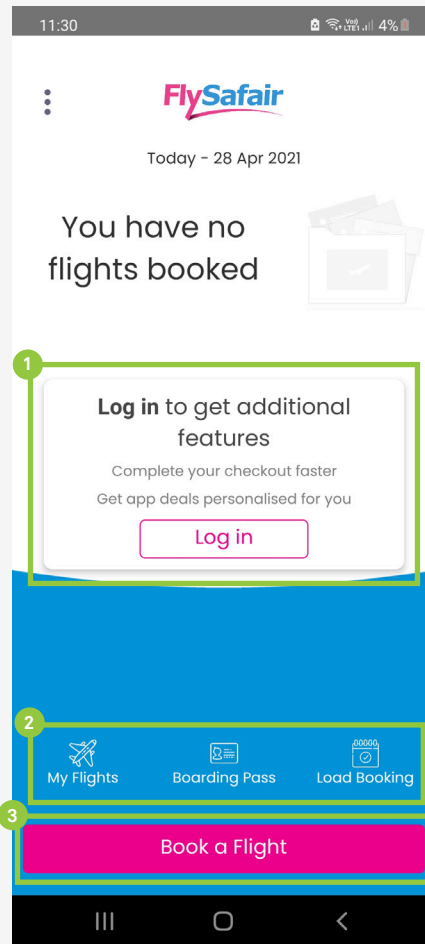 11:30
Vo)) LTE1 4%
FlySafair
Today - 28 Apr 2021
You have no
flights booked
1
Log in to get additional
features
Complete your checkout faster
Get app deals personalised for you
Log in
2
My Flights
Boarding Pass
Load Booking
3
Book a Flight